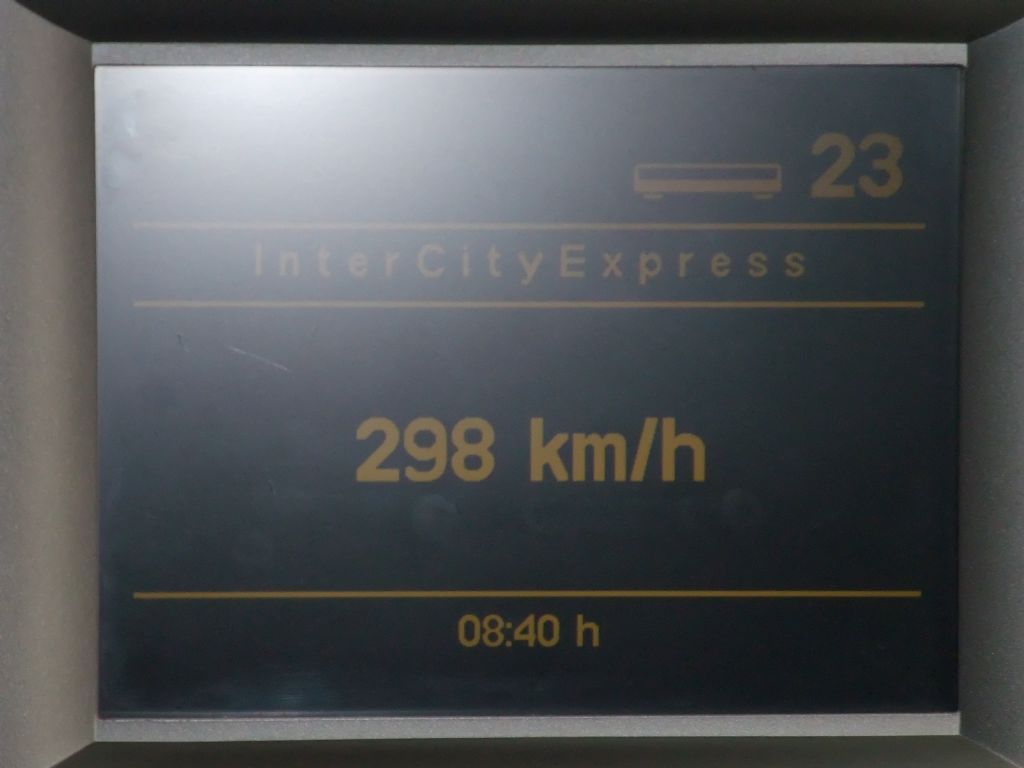 23
InterCityExpress
298 km/h
08:40 h